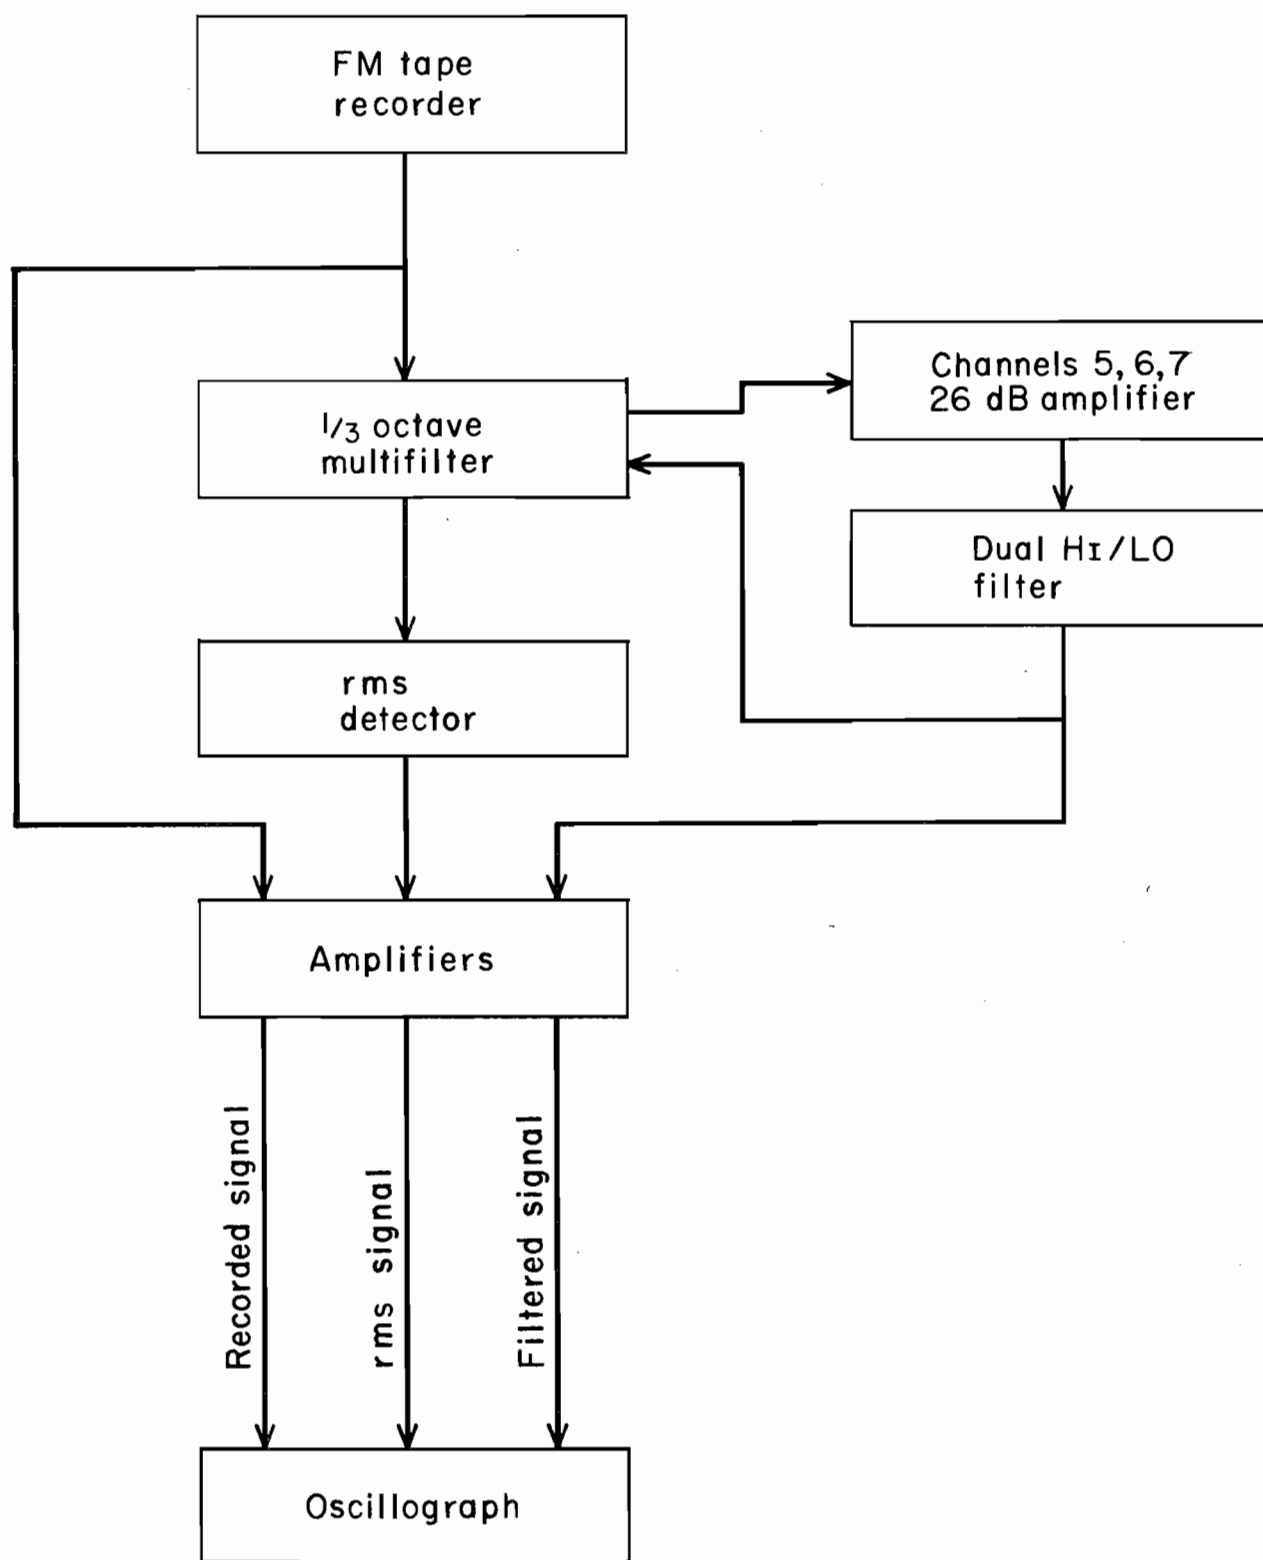 FM tape
recorder
1/3 octave
multifilter
Channels 5, 6, 7
26 dB amplifier
Dual HI/LO
filter
rms
detector
Amplifiers
Recorded signal
rms signal
Filtered signal
Oscillograph